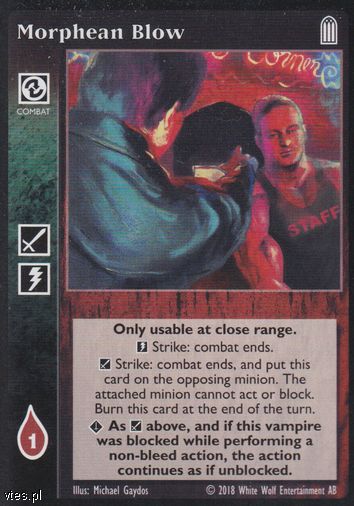 Morphean Blow
Corner
COMBAT
STAFF
Only usable at close range.
Strike: combat ends.
Strike: combat ends, and put this
card on the opposing minion. The
attached minion cannot act or block.
Burn this card at the end of the turn.
As above, and if this vampire
was blocked while performing a
non-bleed action, the action
continues as if unblocked.
1
Illus: Michael Gaydos © 2018 White Wolf Entertainment AB
vtes.pl